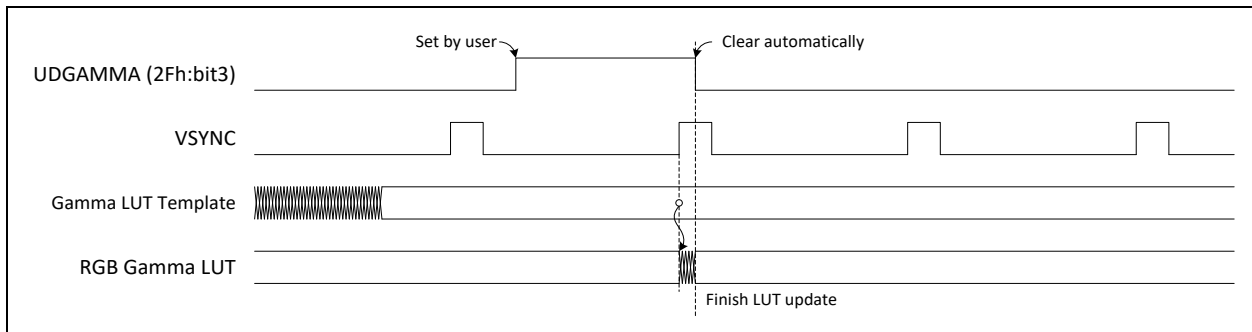 Set by user
Clear automatically
UDGAMMA (2Fh:bit3)
VSYNC
Gamma LUT Template
RGB Gamma LUT
Finish LUT update